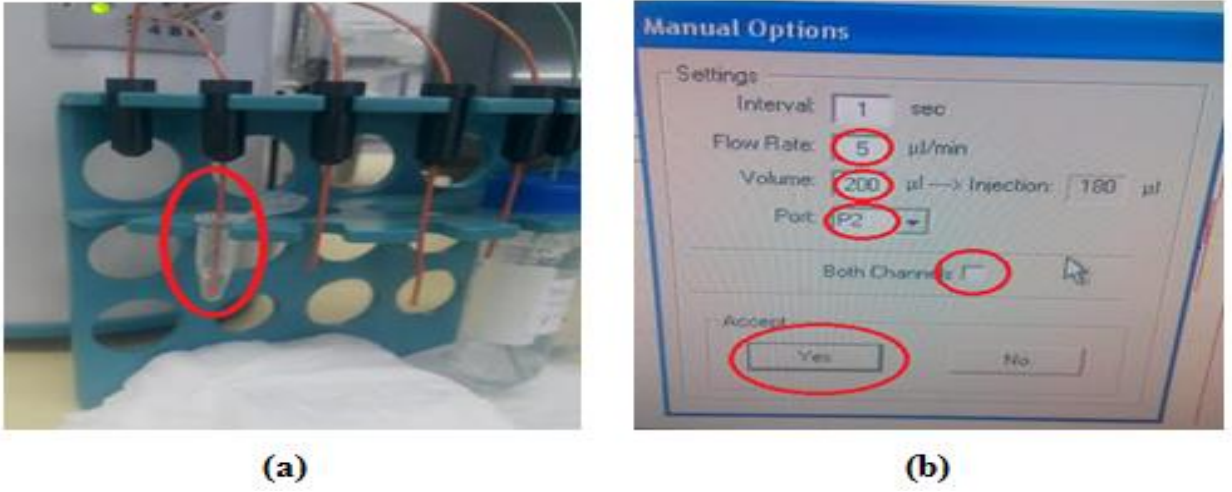 Manual Options
Settings
Interval: 1 sec
Flow Rate: 5 µl/min
Volume: 200 µl ---> Injection: 180 µl
Port: P2
Both Channels
Accept
Yes No
(a) (b)